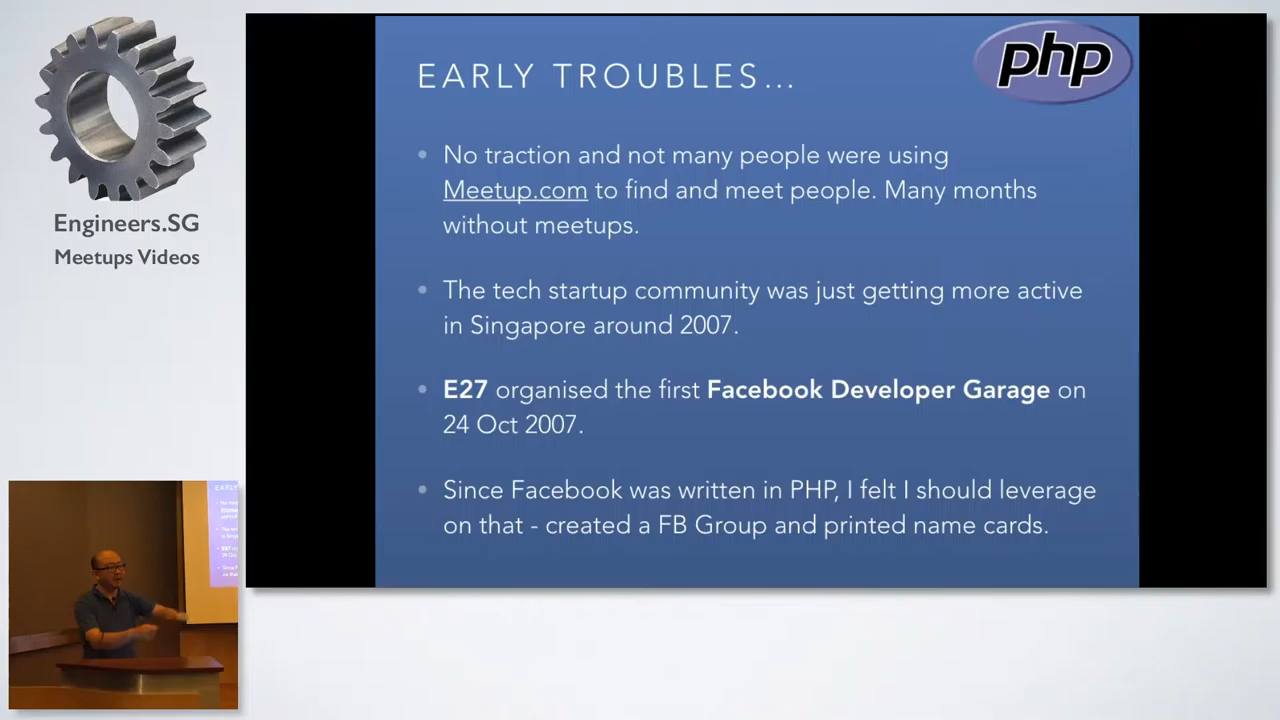 Engineers.SG
Meetups Videos
php
EARLY TROUBLES...
No traction and not many people were using
Meetup.com to find and meet people. Many months
without meetups.
The tech startup community was just getting more active
in Singapore around 2007.
E27 organised the first Facebook Developer Garage on
24 Oct 2007.
Since Facebook was written in PHP, I felt I should leverage
on that - created a FB Group and printed name cards.
EARLY